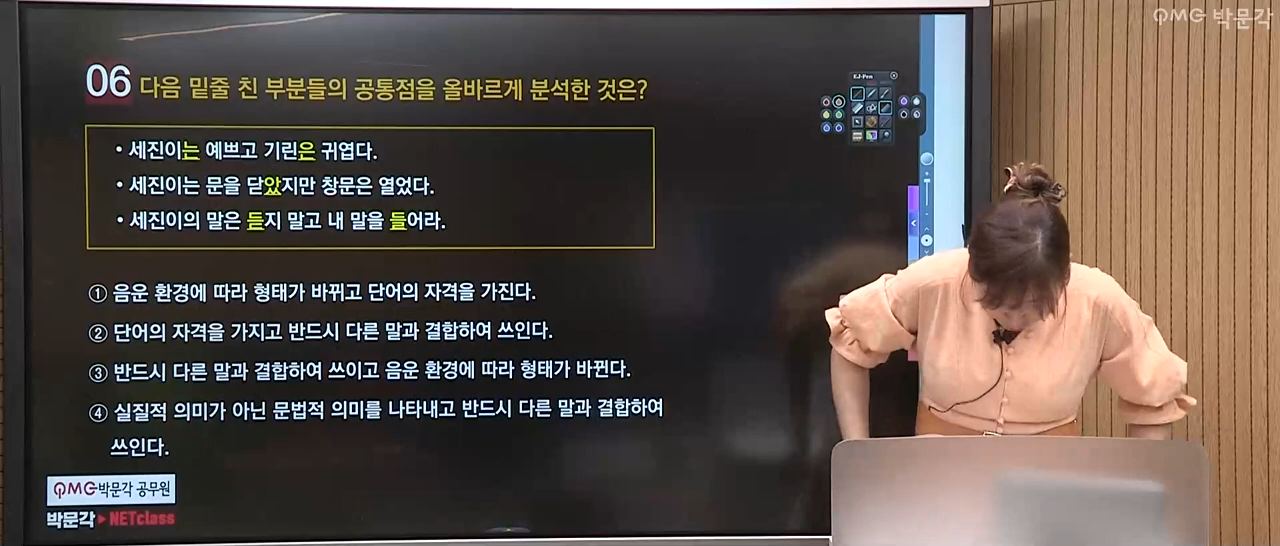 QMG 박문각
06 다음 밑줄 친 부분들의 공통점을 올바르게 분석한 것은?
EJ-Pen
• 세진이는 예쁘고 기린은 귀엽다.
• 세진이는 문을 닫았지만 창문은 열었다.
• 세진이의 말은 듣지 말고 내 말을 들어라.
① 음운 환경에 따라 형태가 바뀌고 단어의 자격을 가진다.
② 단어의 자격을 가지고 반드시 다른 말과 결합하여 쓰인다.
③ 반드시 다른 말과 결합하여 쓰이고 음운 환경에 따라 형태가 바뀐다.
④ 실질적 의미가 아닌 문법적 의미를 나타내고 반드시 다른 말과 결합하여
쓰인다.
QMG박문각 공무원
박문각▶NETclass